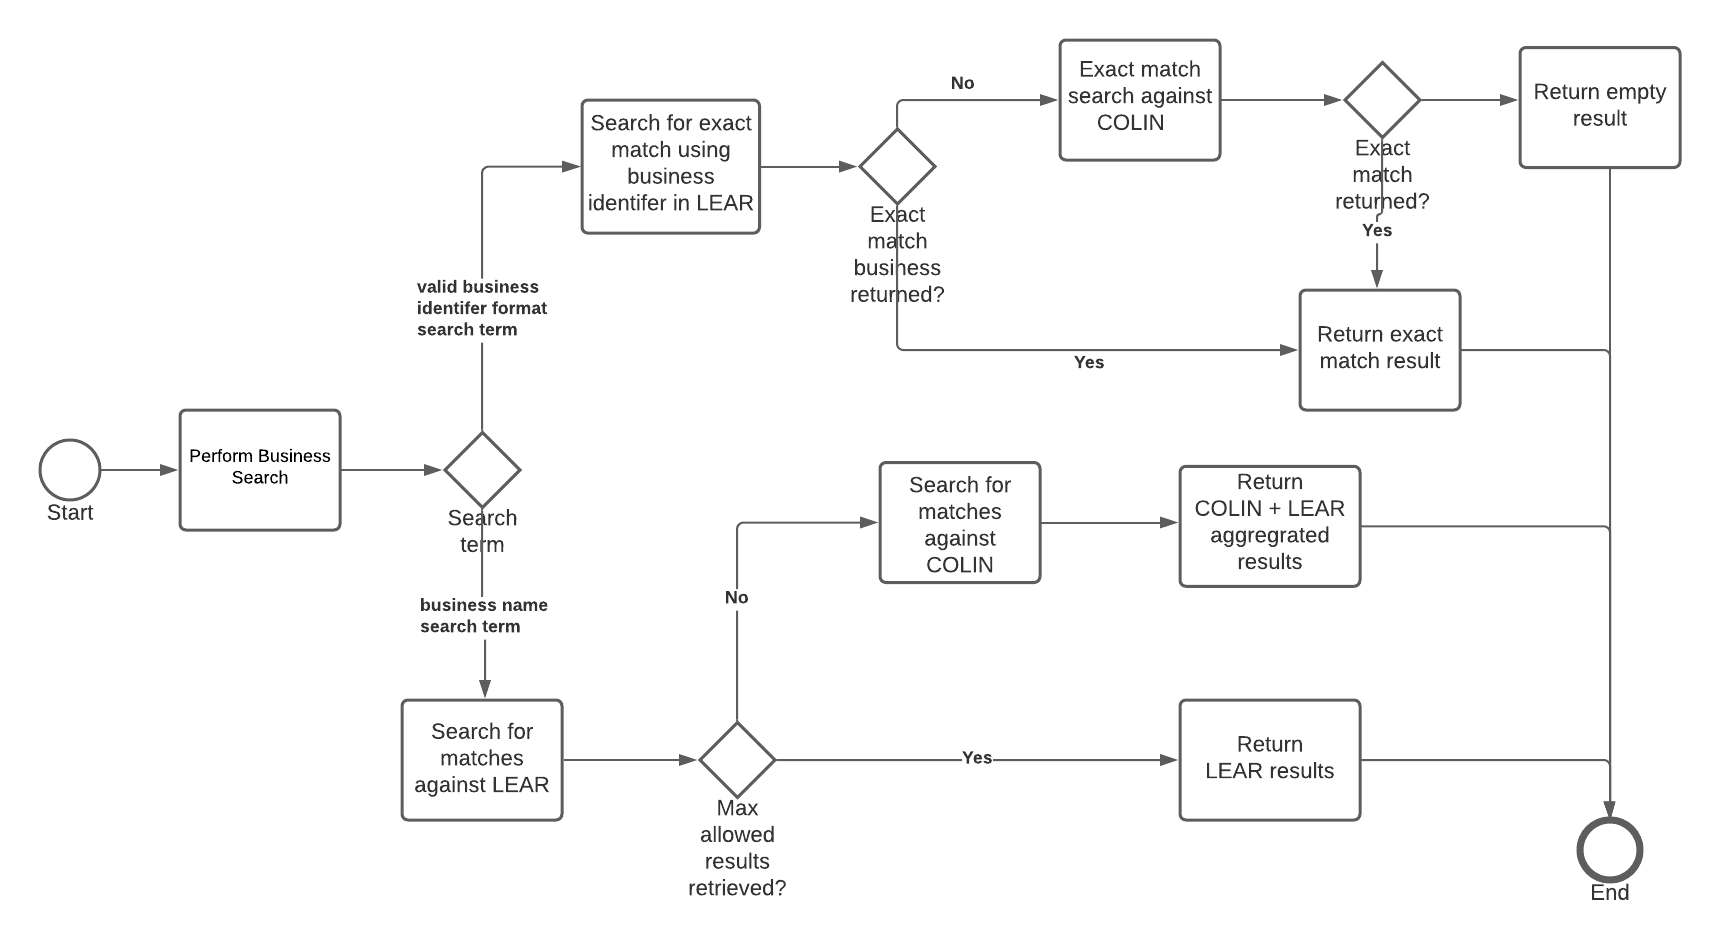 Start
Perform Business
Search
Search
term
valid business
identifer format
search term
Search for exact
match using
business
identifer in LEAR
Exact
match
business
returned?
No
Exact match
search against
COLIN
Exact
match
returned?
Return empty
result
Yes
Yes
Return exact
match result
business name
search term
Search for
matches
against LEAR
Max
allowed
results
retrieved?
No
Search for
matches
against
COLIN
Return
COLIN + LEAR
aggregrated
results
Yes
Return
LEAR results
End